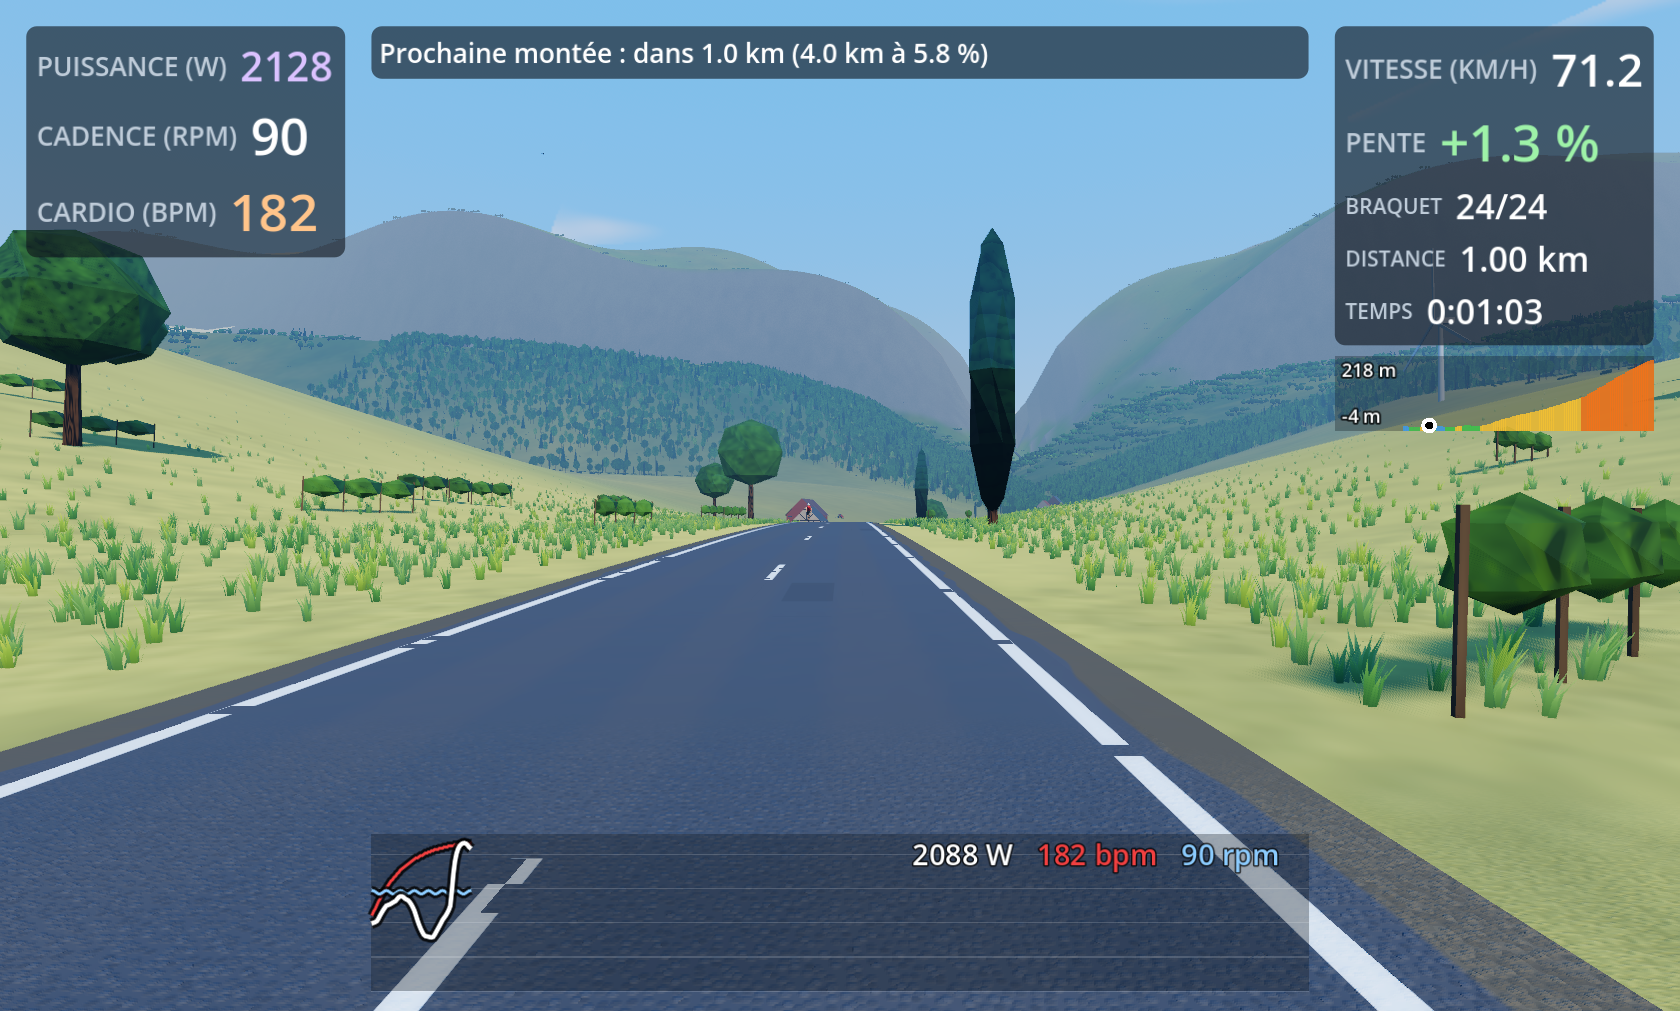 PUISSANCE (W) 2128
CADENCE (RPM) 90
CARDIO (BPM) 182
Prochaine montée : dans 1.0 km (4.0 km à 5.8 %)
VITESSE (KM/H) 71.2
PENTE +1.3 %
BRAQUET 24/24
DISTANCE 1.00 km
TEMPS 0:01:03
218 m
-4 m
2088 W 182 bpm 90 rpm